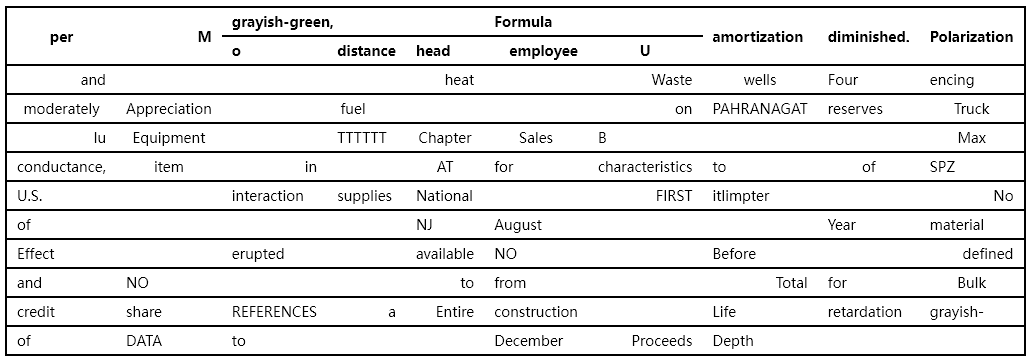 grayish-green, Formula
per M amortization diminished. Polarization
o distance head employee U
and heat Waste wells Four encing
moderately Appreciation fuel on PAHRANAGAT reserves Truck
lu Equipment TTTTTT Chapter Sales B Max
conductance, item in AT for characteristics to of SPZ
U.S. interaction supplies National FIRST itlimpter No
of NJ August Year material
Effect erupted available NO Before defined
and NO to from Total for Bulk
credit share REFERENCES a Entire construction Life retardation grayish-
of DATA to December Proceeds Depth